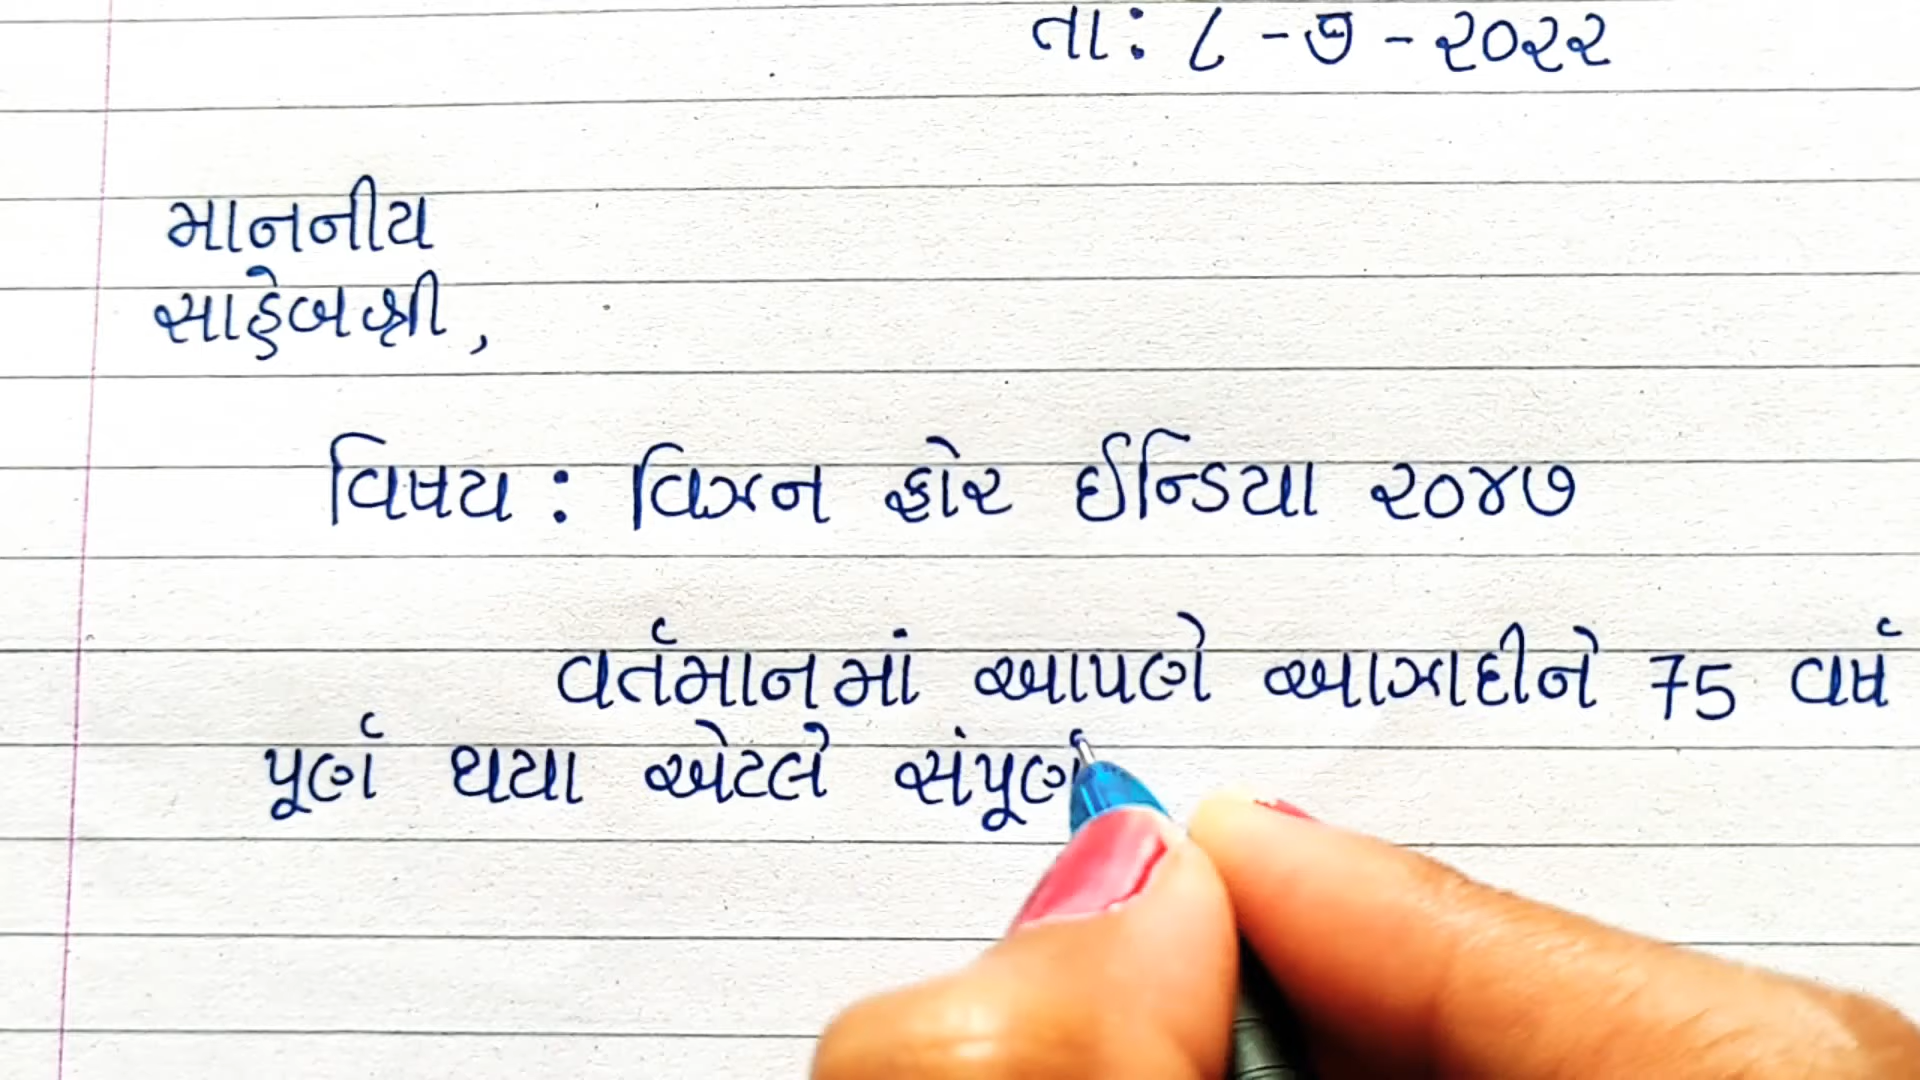 તા: ૮ - ૭ - ૨૦૨૨
માનનીય
સાહેબશ્રી,
વિષય : વિઝન ફોર ઈન્ડિયા ૨૦૪૭
વર્તમાનમાં આપણે આઝાદીને 75 વર્ષ
પૂર્ણ થયા એટલે સંપૂર્ણ